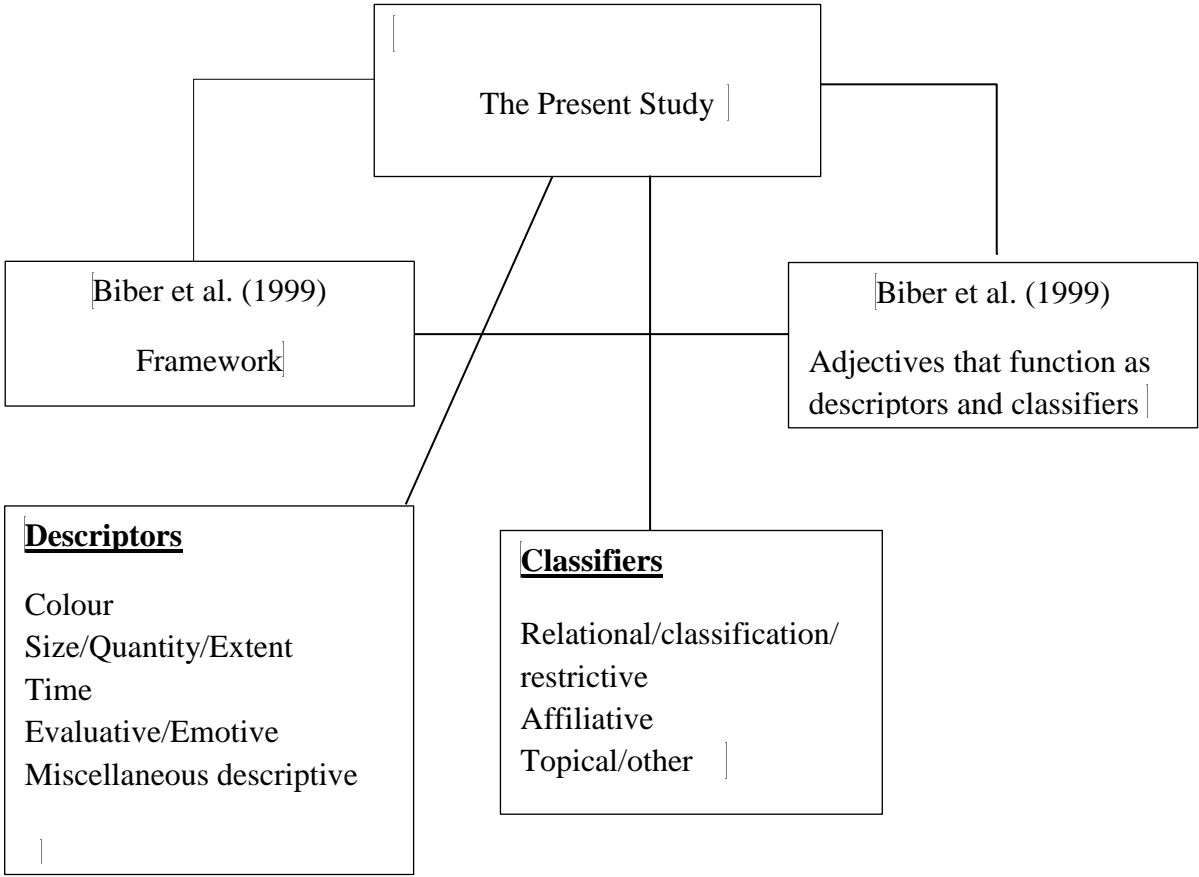 The Present Study
Biber et al. (1999)
Framework
Biber et al. (1999)
Adjectives that function as
descriptors and classifiers
Descriptors
Colour
Size/Quantity/Extent
Time
Evaluative/Emotive
Miscellaneous descriptive
Classifiers
Relational/classification/
restrictive
Affiliative
Topical/other